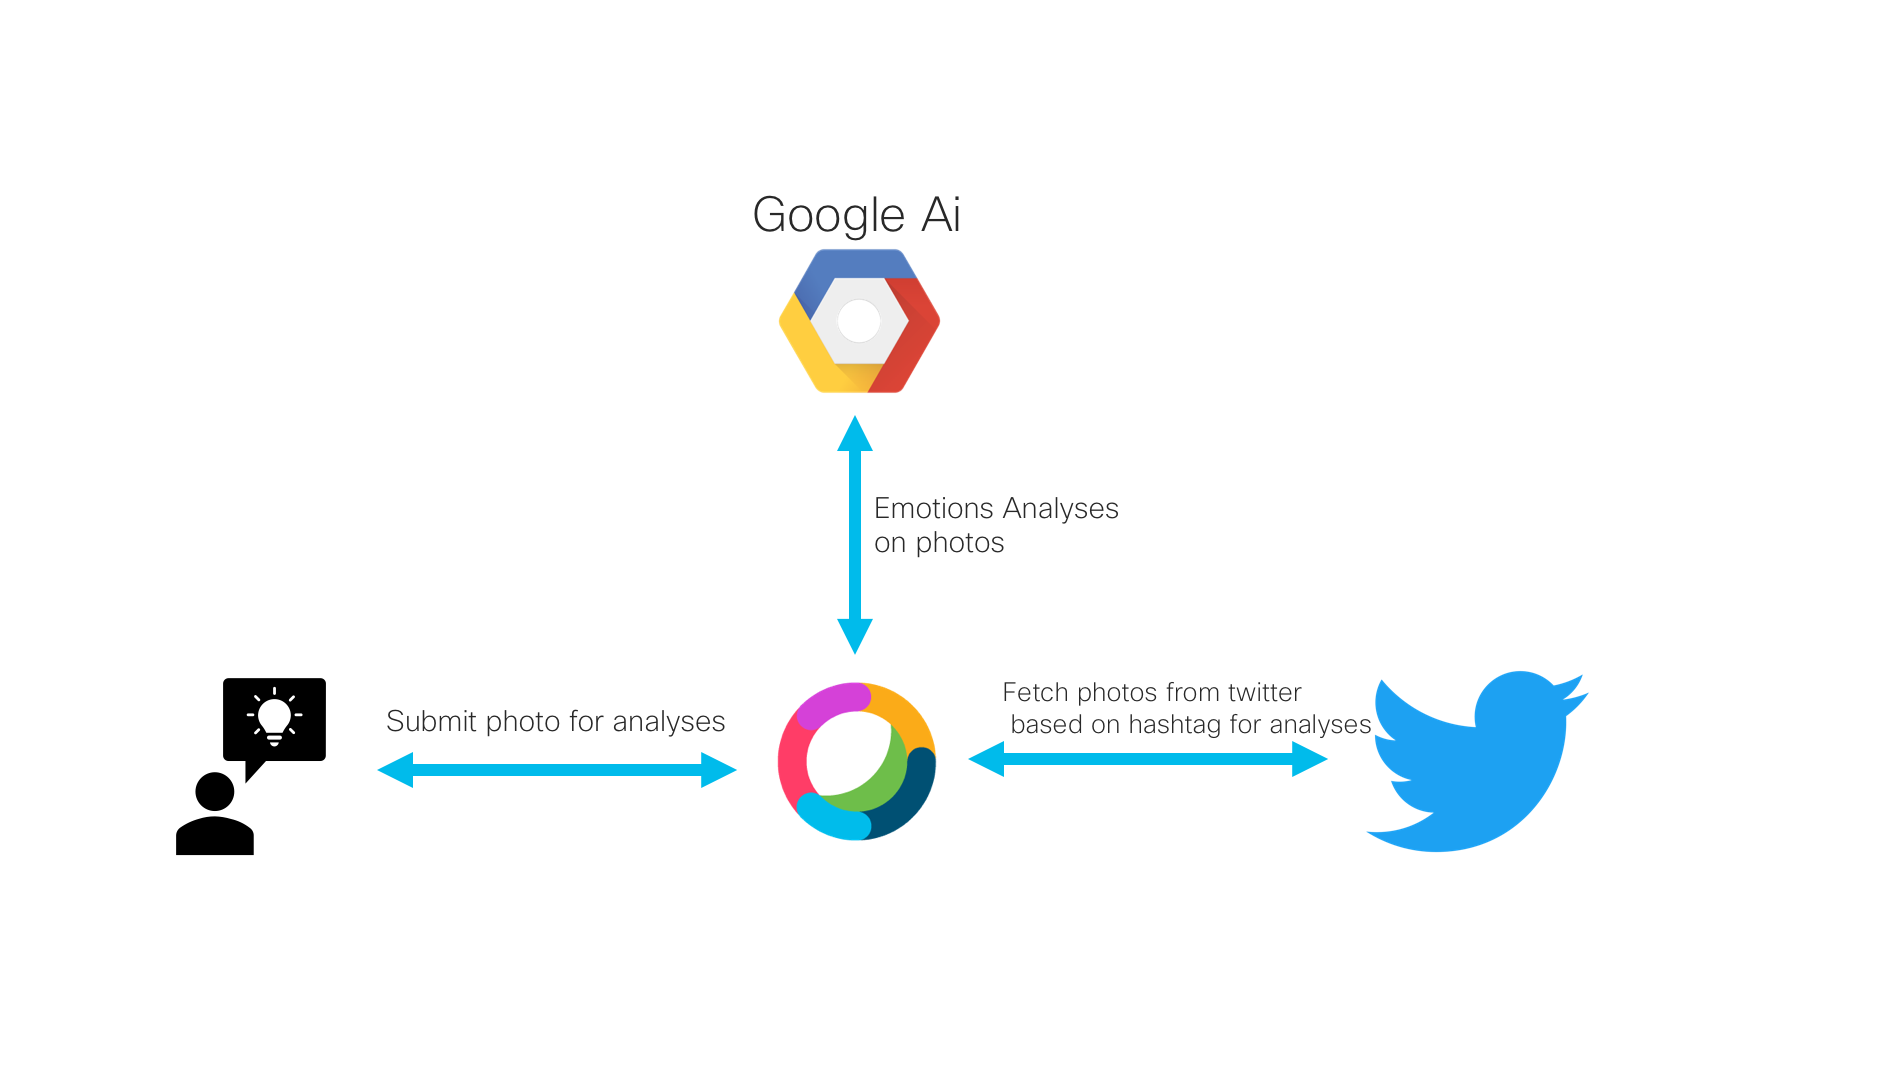 Google Ai
Emotions Analyses
on photos
Submit photo for analyses
Fetch photos from twitter
based on hashtag for analyses